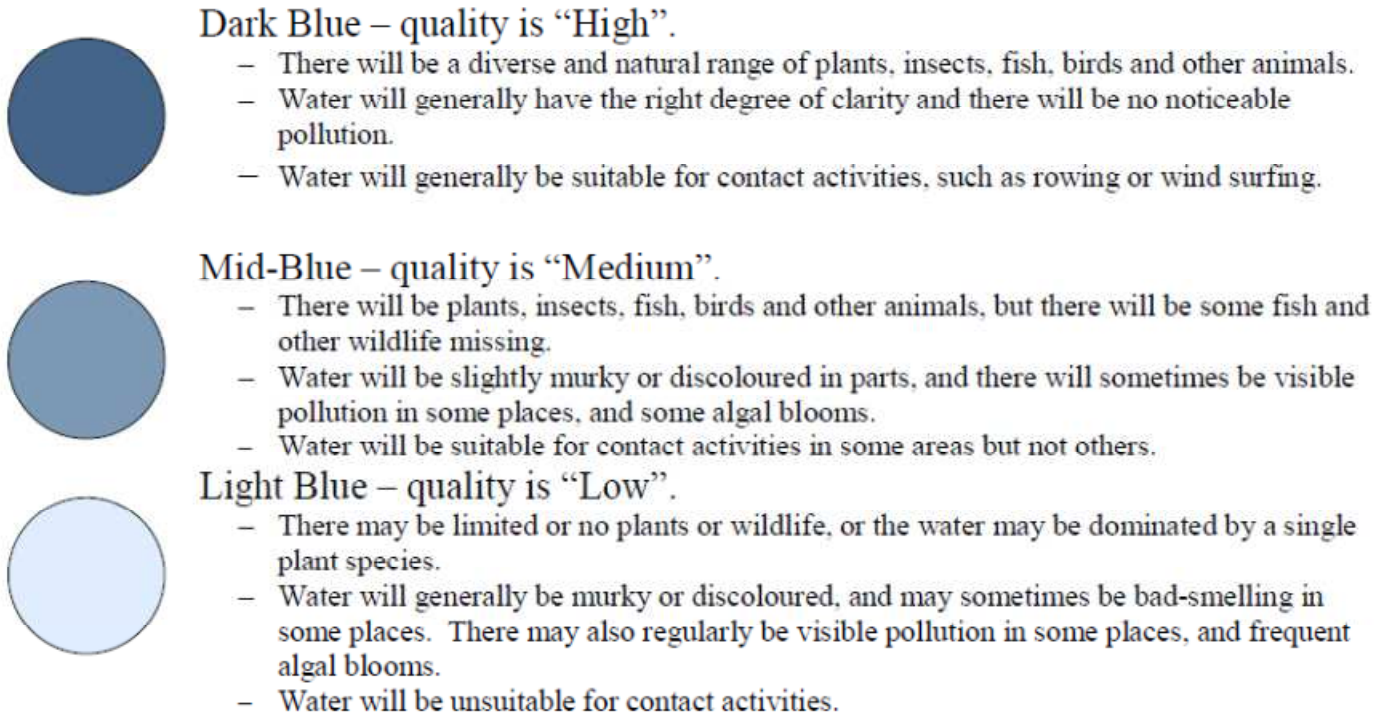 Dark Blue – quality is “High”.
– There will be a diverse and natural range of plants, insects, fish, birds and other animals.
– Water will generally have the right degree of clarity and there will be no noticeable
pollution.
– Water will generally be suitable for contact activities, such as rowing or wind surfing.
Mid-Blue – quality is “Medium”.
– There will be plants, insects, fish, birds and other animals, but there will be some fish and
other wildlife missing.
– Water will be slightly murky or discoloured in parts, and there will sometimes be visible
pollution in some places, and some algal blooms.
– Water will be suitable for contact activities in some areas but not others.
Light Blue – quality is “Low”.
– There may be limited or no plants or wildlife, or the water may be dominated by a single
plant species.
– Water will generally be murky or discoloured, and may sometimes be bad-smelling in
some places.  There may also regularly be visible pollution in some places, and frequent
algal blooms.
– Water will be unsuitable for contact activities.